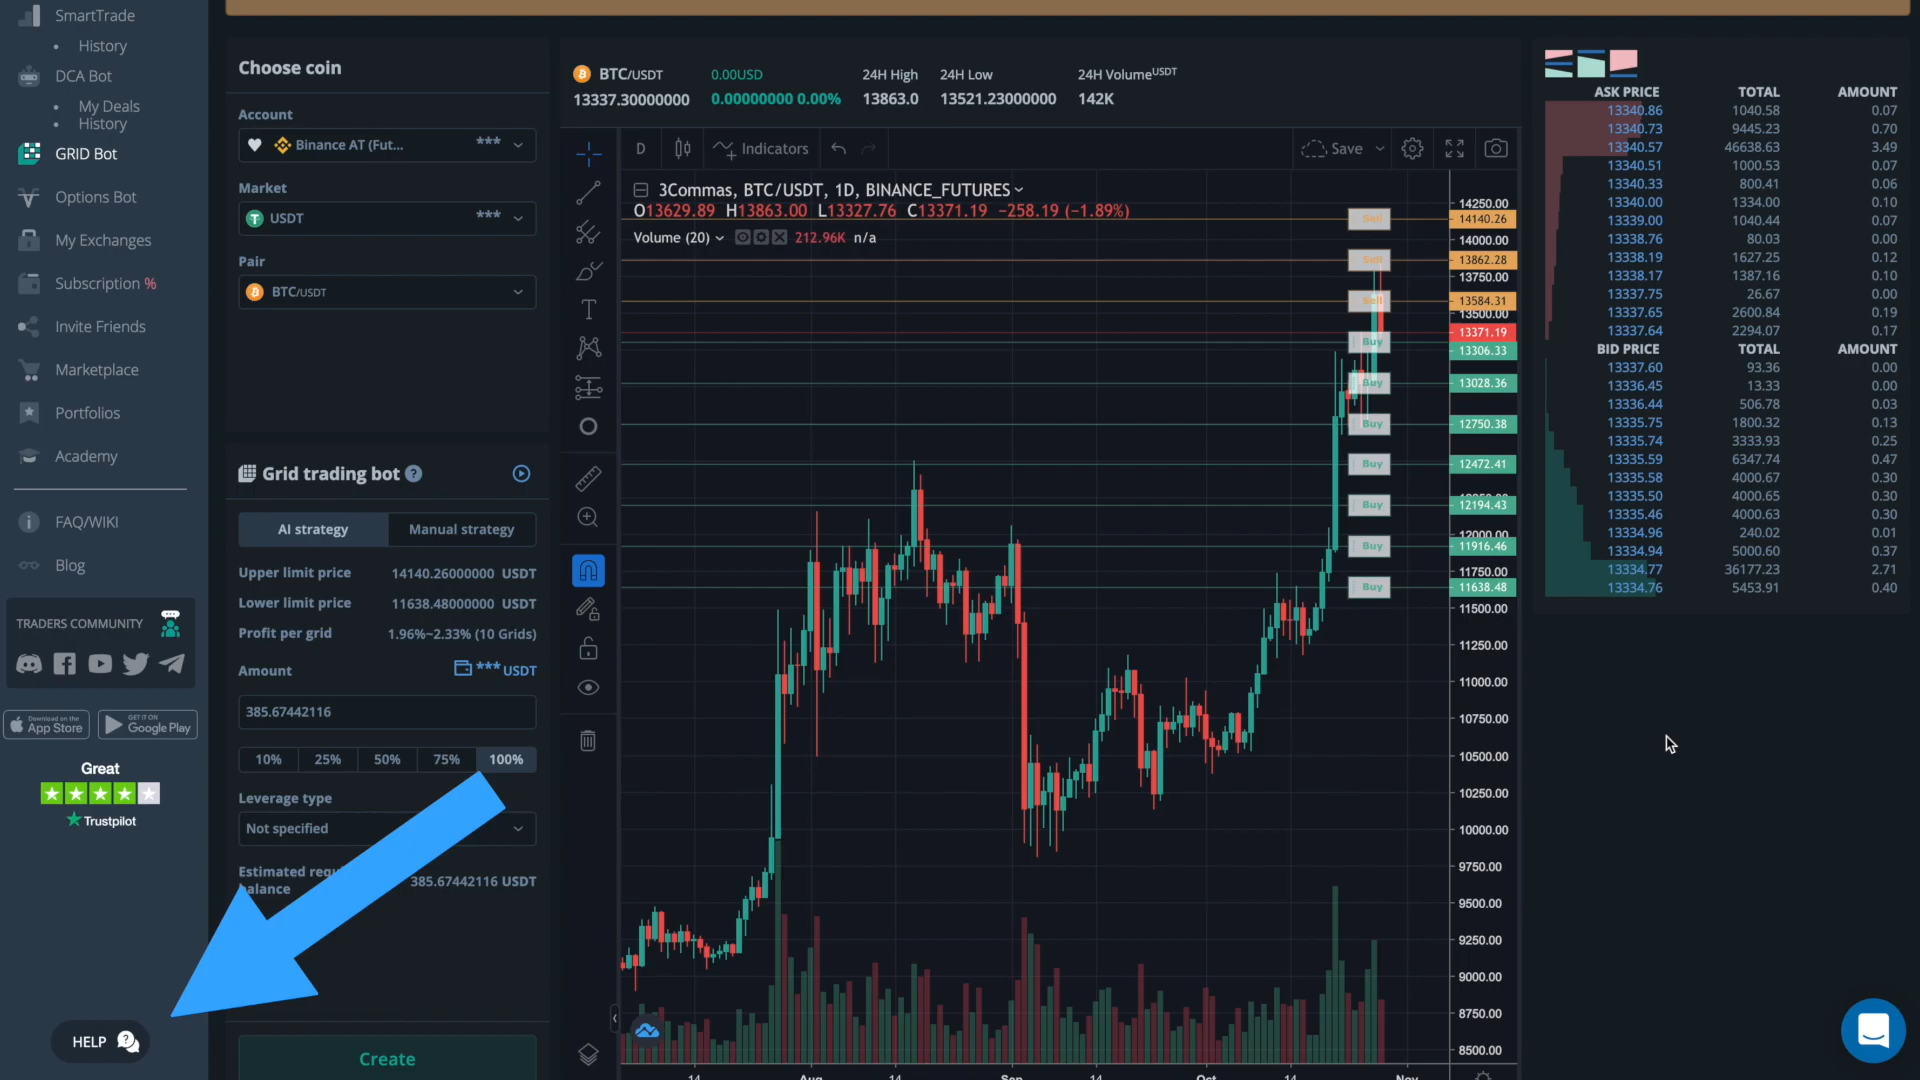 SmartTrade
History
DCA Bot
My Deals
History
GRID Bot
Options Bot
My Exchanges
Subscription %
Invite Friends
Marketplace
Portfolios
Academy
FAQ/WIKI
Blog
TRADERS COMMUNITY
Download on the
App Store
GET IT ON
Google Play
Great
Trustpilot
HELP
Choose coin
Account
Binance AT (Fut... ***
Market
USDT ***
Pair
BTC/USDT
Grid trading bot ?
AI strategy Manual strategy
Upper limit price 14140.26000000 USDT
Lower limit price 11638.48000000 USDT
Profit per grid 1.96%~2.33% (10 Grids)
Amount *** USDT
385.67442116
10% 25% 50% 75% 100%
Leverage type
Not specified
Estimated
balance 385.67442116 USDT
Create
BTC/USDT 0.00USD 24H High 24H Low 24H VolumeUSDT
13337.30000000 0.00000000 0.00% 13863.0 13521.23000000 142K
D Indicators Save
3Commas, BTC/USDT, 1D, BINANCE_FUTURES
O13629.89 H13863.00 L13327.76 C13371.19 −258.19 (−1.89%)
Volume (20) 212.96K n/a
Sell
Sell
Sell
Buy
Buy
Buy
Buy
Buy
Buy
Buy
14250.00
14140.26
14000.00
13862.28
13750.00
13584.31
13500.00
13371.19
13306.33
13028.36
12750.38
12472.41
12194.43
12000.00
11916.46
11750.00
11638.48
11500.00
11250.00
11000.00
10750.00
10500.00
10250.00
10000.00
9750.00
9500.00
9250.00
9000.00
8750.00
8500.00
14 Aug 14 Sep 14 Oct 14 Nov
ASK PRICE TOTAL AMOUNT
13340.86 1040.58 0.07
13340.73 9445.23 0.70
13340.57 46638.63 3.49
13340.51 1000.53 0.07
13340.33 800.41 0.06
13340.00 1334.00 0.10
13339.00 1040.44 0.07
13338.76 80.03 0.00
13338.19 1627.25 0.12
13338.17 1387.16 0.10
13337.75 26.67 0.00
13337.65 2600.84 0.19
13337.64 2294.07 0.17
BID PRICE TOTAL AMOUNT
13337.60 93.36 0.00
13336.45 13.33 0.00
13336.44 506.78 0.03
13335.75 1800.32 0.13
13335.74 3333.93 0.25
13335.59 6347.74 0.47
13335.58 4000.67 0.30
13335.50 4000.65 0.30
13335.46 4000.63 0.30
13334.96 240.02 0.01
13334.94 5000.60 0.37
13334.77 36177.23 2.71
13334.76 5453.91 0.40